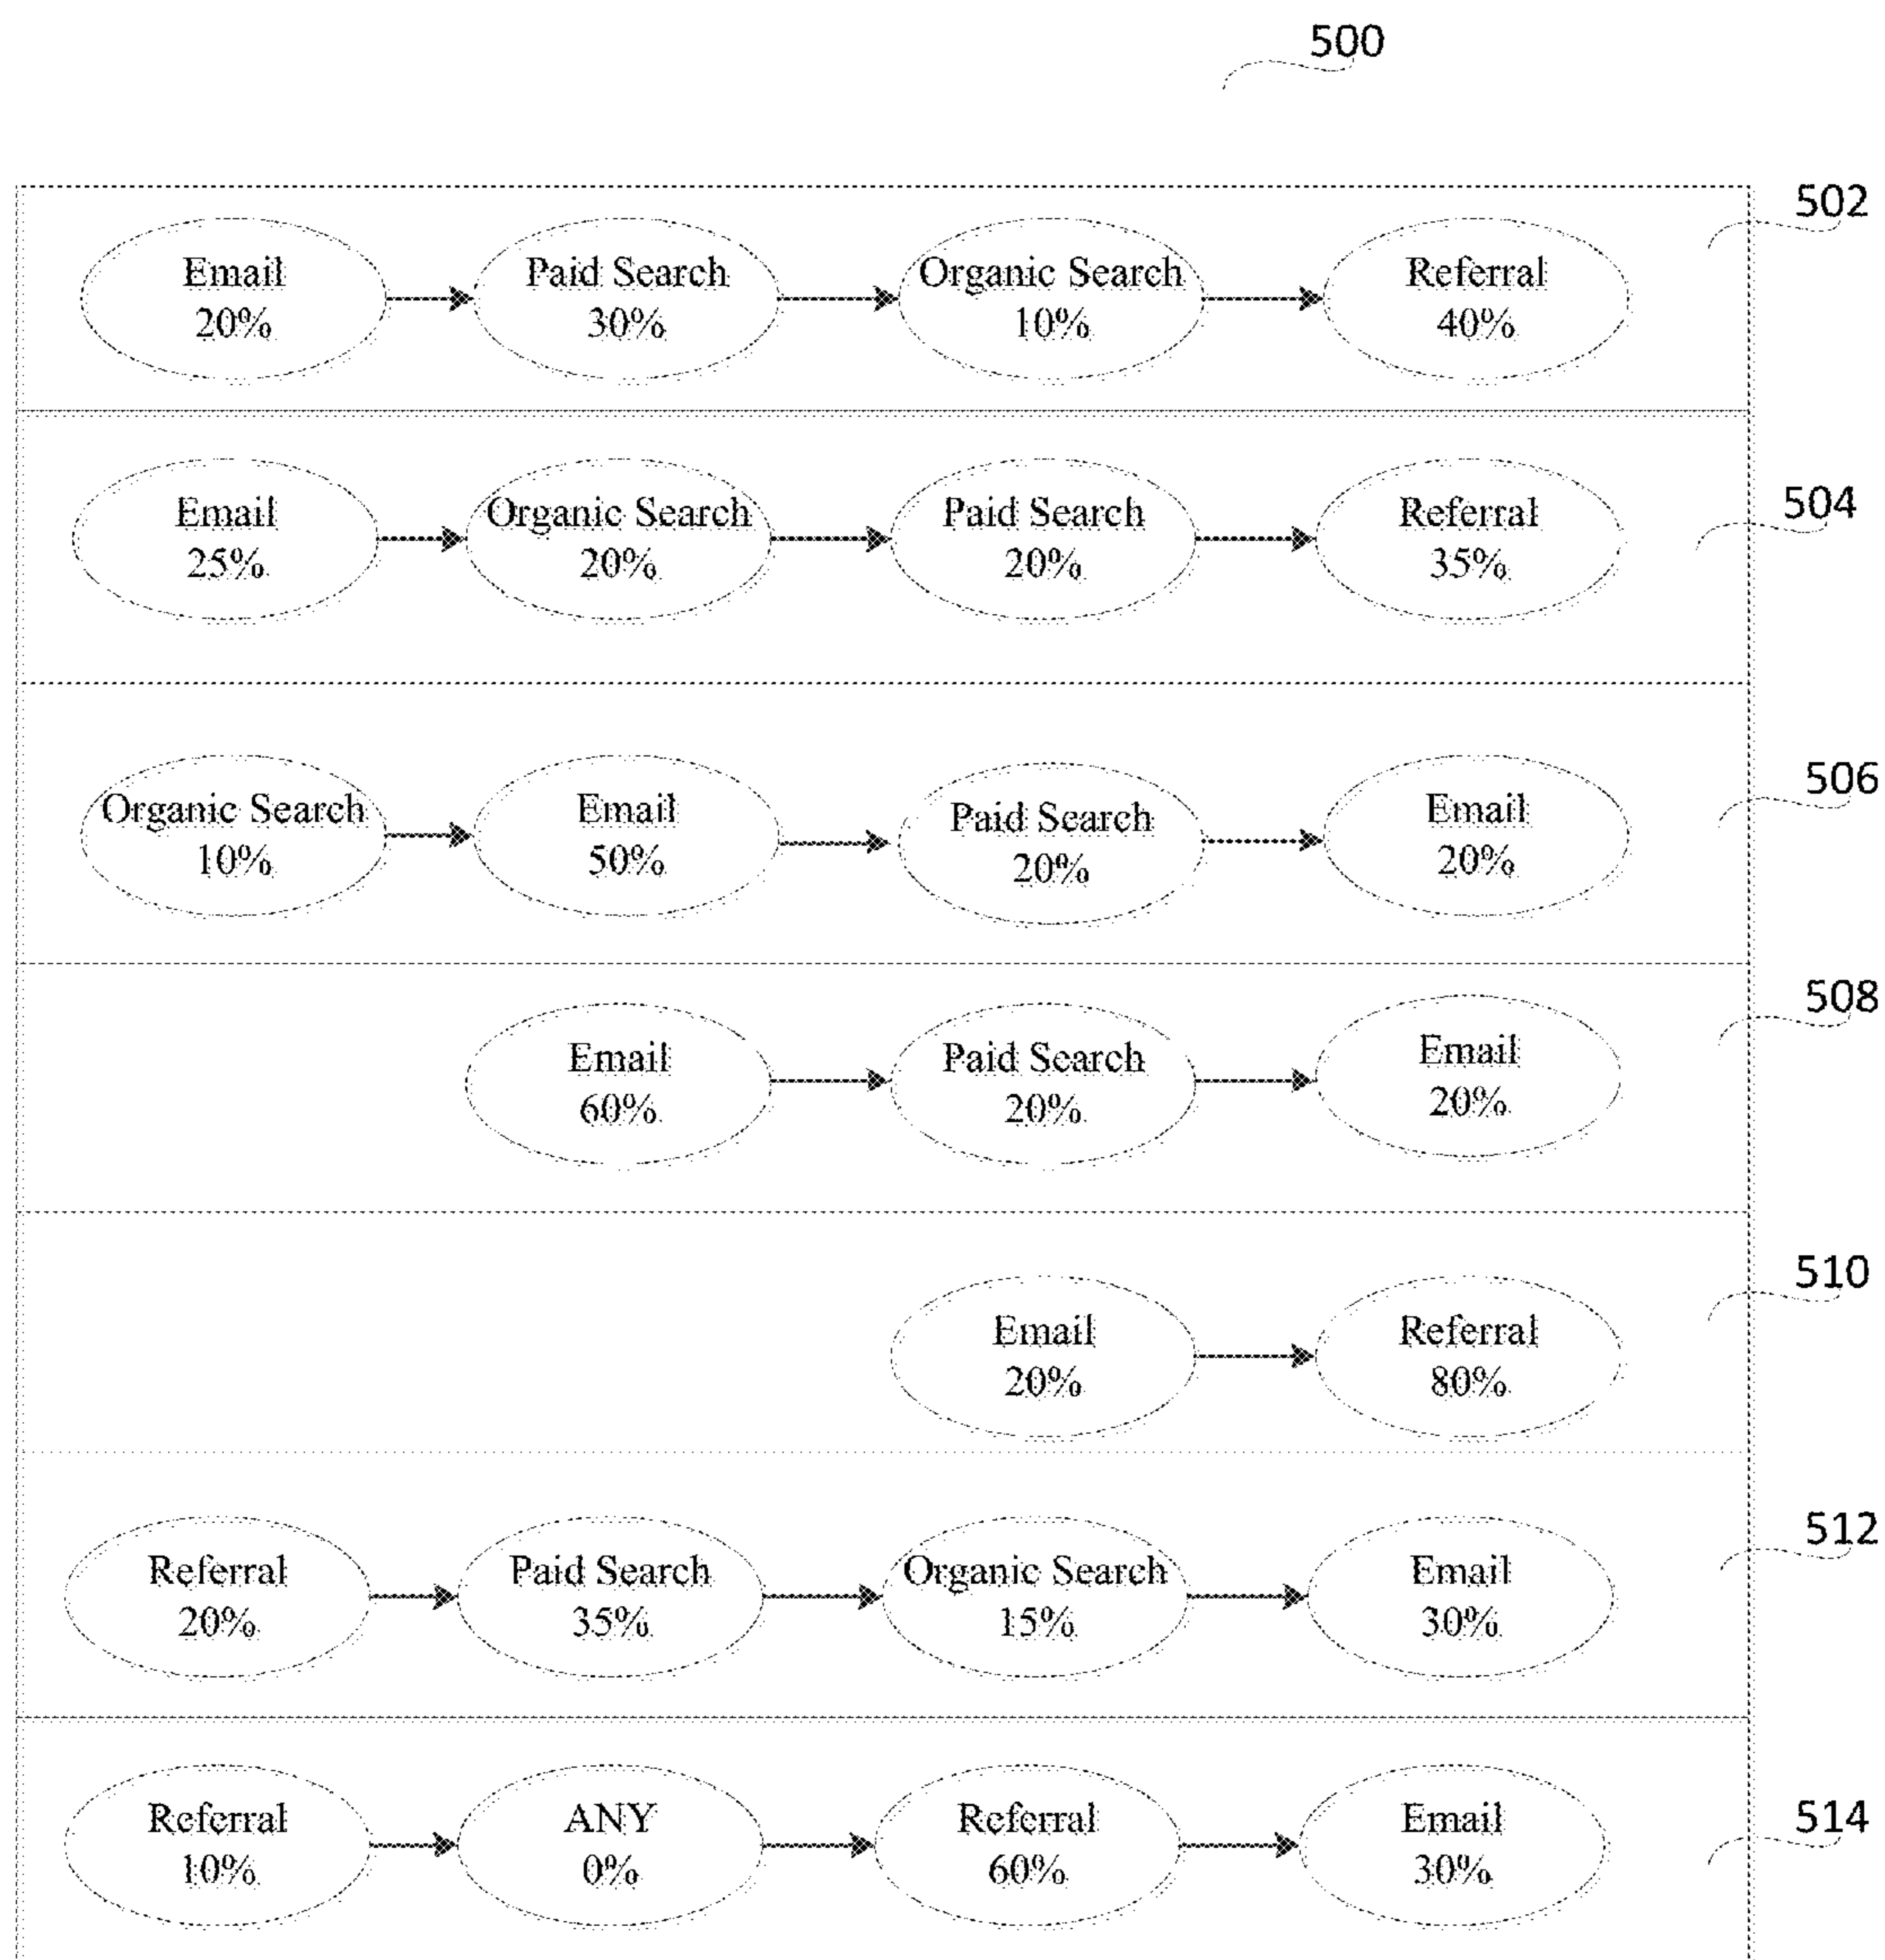 500
502
Email
20%
Paid Search
30%
Organic Search
10%
Referral
40%
504
Email
25%
Organic Search
20%
Paid Search
20%
Referral
35%
506
Organic Search
10%
Email
50%
Paid Search
20%
Email
20%
508
Email
60%
Paid Search
20%
Email
20%
510
Email
20%
Referral
80%
512
Referral
20%
Paid Search
35%
Organic Search
15%
Email
30%
514
Referral
10%
ANY
0%
Referral
60%
Email
30%